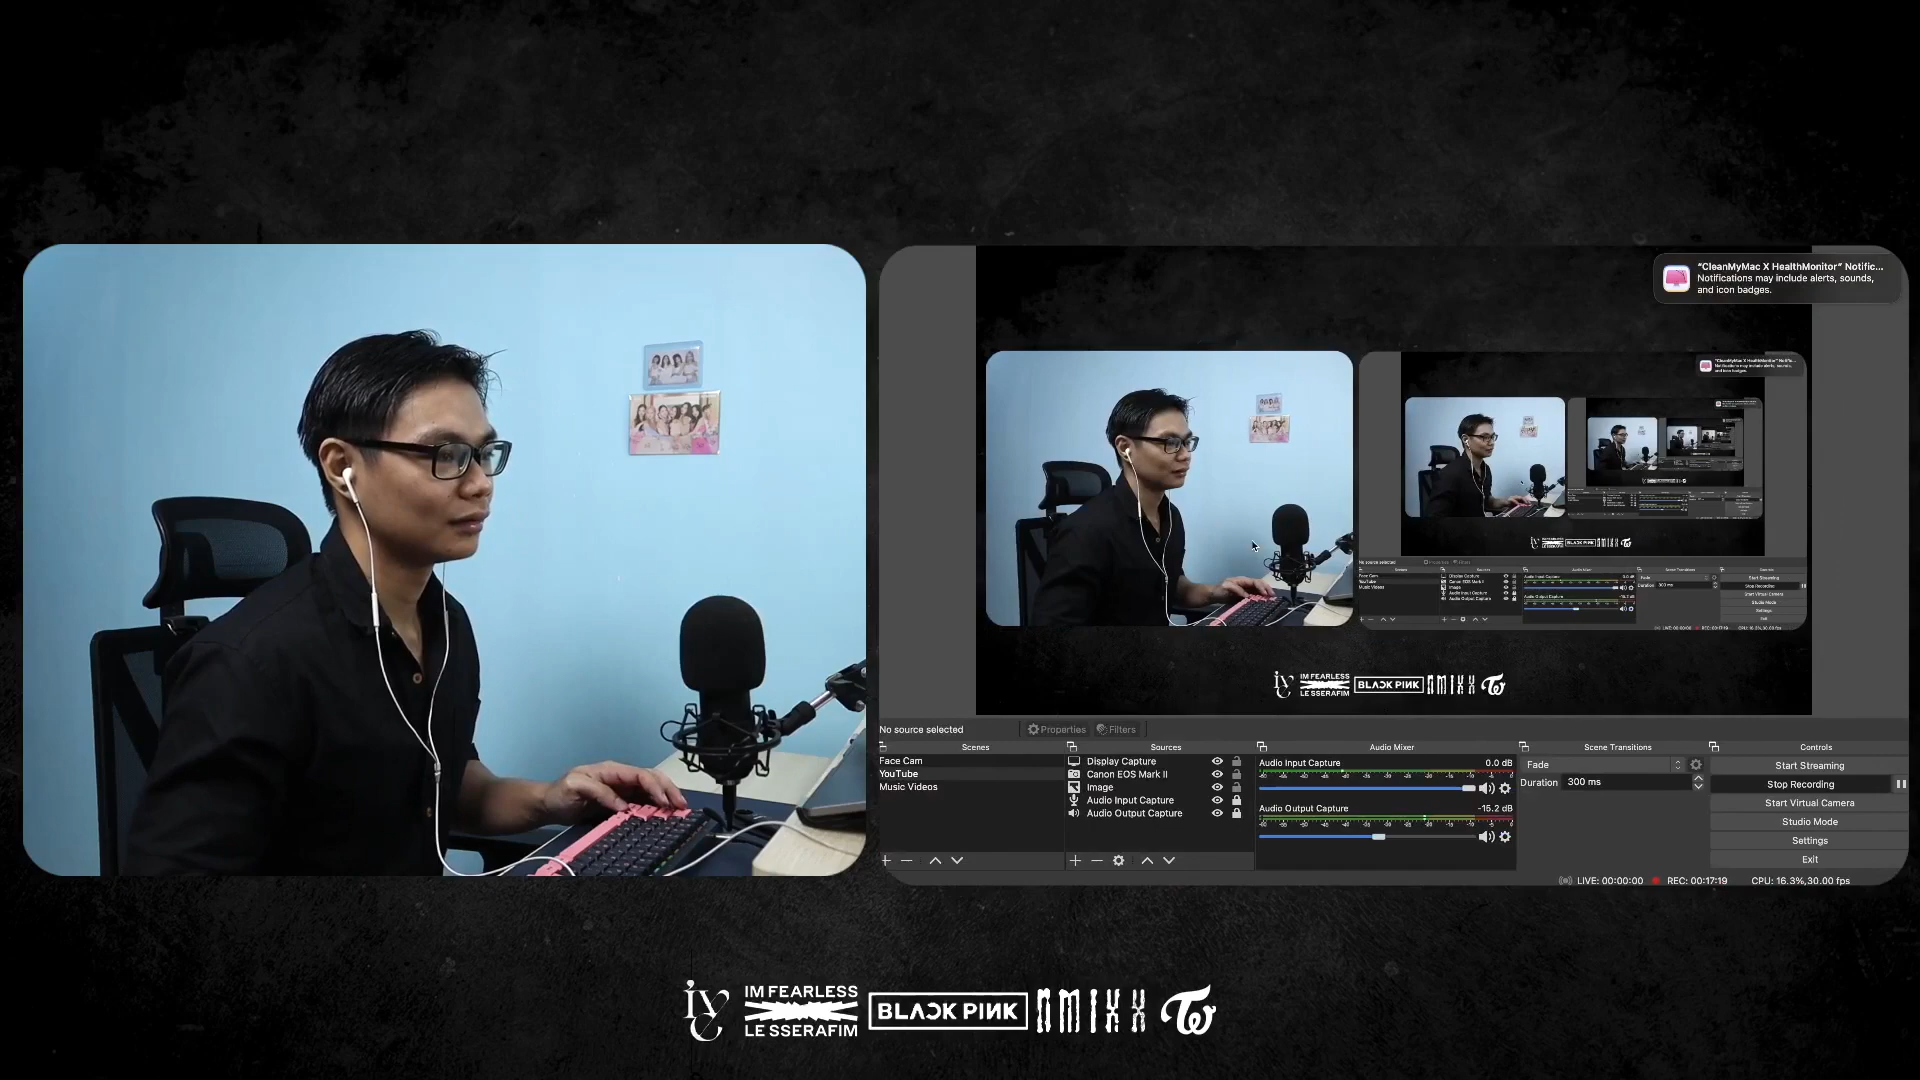 "CleanMyMac X HealthMonitor" Notific...
Notifications may include alerts, sounds,
and icon badges.
IM FEARLESS
LE SSERAFIM
BLACKPINK
NMIXX
No source selected
Properties
Filters
Scenes
Face Cam
YouTube
Music Videos
Sources
Display Capture
Canon EOS Mark II
Image
Audio Input Capture
Audio Output Capture
Audio Mixer
Audio Input Capture
0.0 dB
Audio Output Capture
-15.2 dB
Scene Transitions
Fade
Duration
300 ms
Controls
Start Streaming
Stop Recording
Start Virtual Camera
Studio Mode
Settings
Exit
LIVE: 00:00:00
REC: 00:17:19
CPU: 16.3%,30.00 fps
IVE
IM FEARLESS
LE SSERAFIM
BLACKPINK
NMIXX